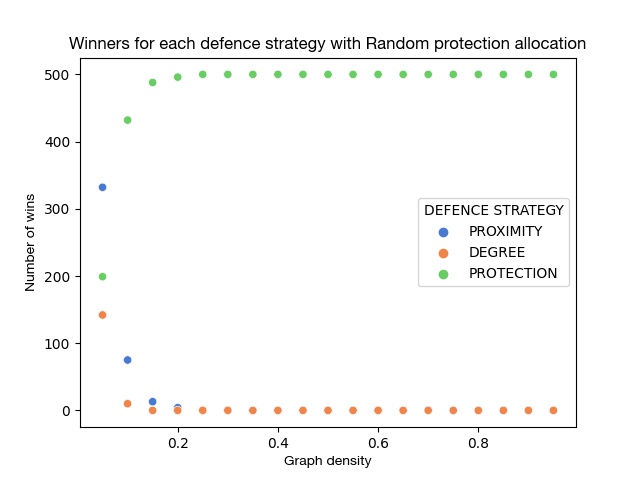 Winners for each defence strategy with Random protection allocation
500
400
300
200
100
0
Number of wins
DEFENCE STRATEGY
PROXIMITY
DEGREE
PROTECTION
0.2 0.4 0.6 0.8
Graph density